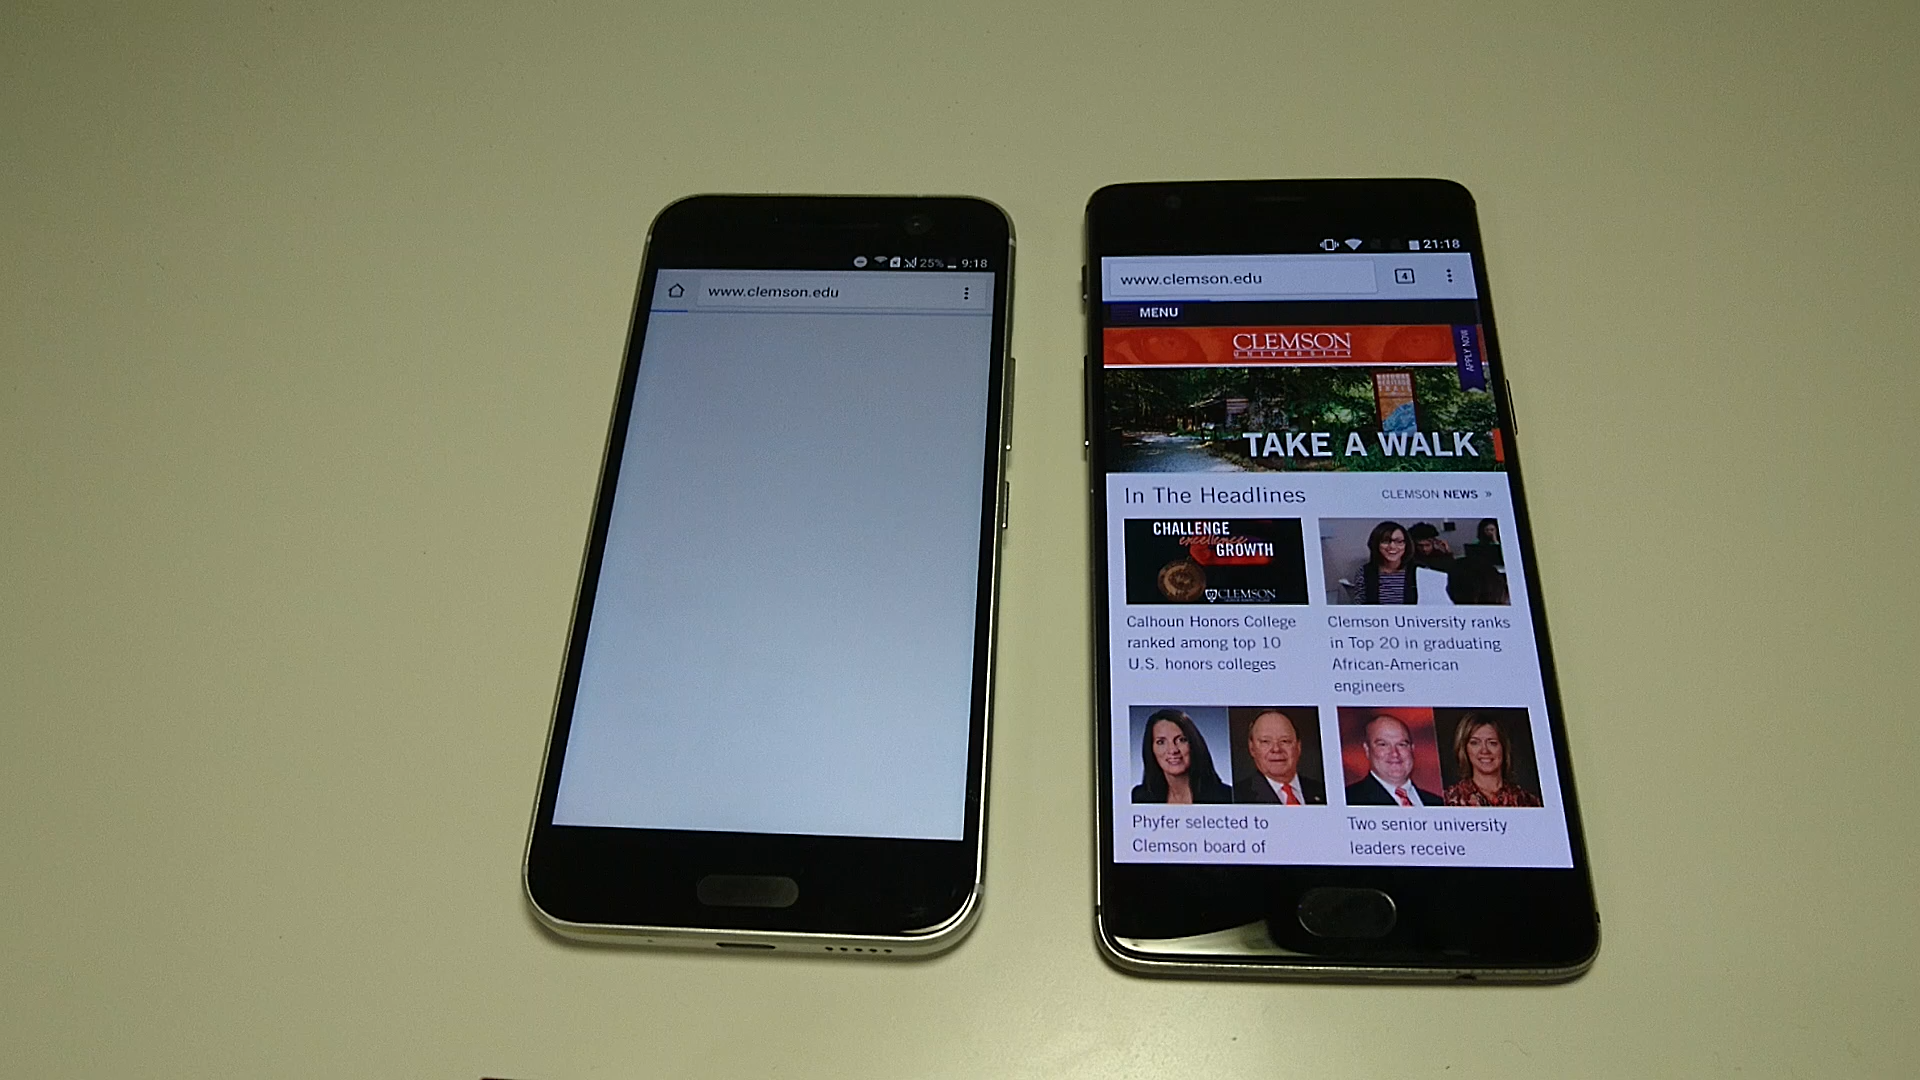 25% 9:18
www.clemson.edu
21:18
www.clemson.edu
4
MENU
CLEMSON
UNIVERSITY
APPLY NOW
TAKE A WALK
In The Headlines
CLEMSON NEWS »
CHALLENGE
excellence
GROWTH
CLEMSON
Calhoun Honors College
ranked among top 10
U.S. honors colleges
Clemson University ranks
in Top 20 in graduating
African-American
engineers
Phyfer selected to
Clemson board of
Two senior university
leaders receive